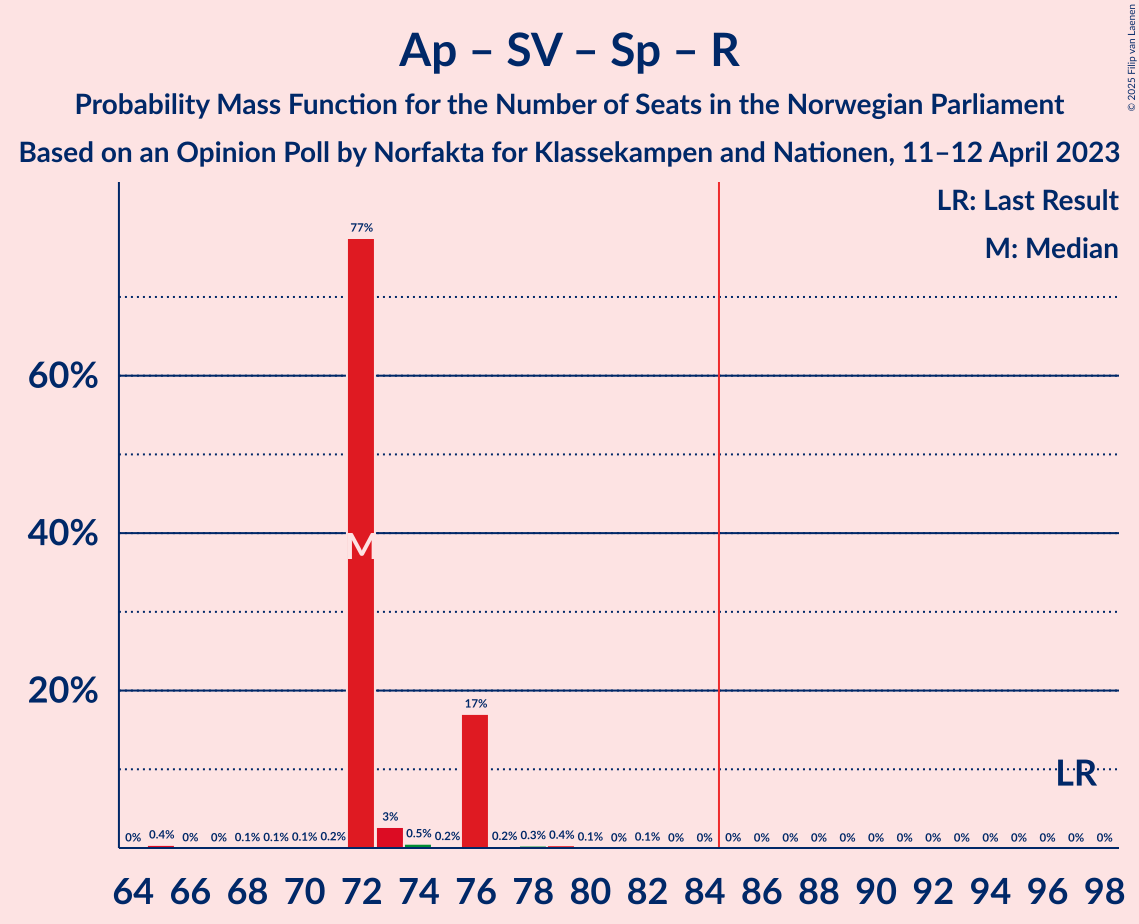 Ap – SV – Sp – R
Probability Mass Function for the Number of Seats in the Norwegian Parliament
Based on an Opinion Poll by Norfakta for Klassekampen and Nationen, 11–12 April 2023
© 2025 Filip van Laenen
LR: Last Result
M: Median
77%
60%
40%
M
20%
17%
LR
0% 0.4% 0% 0% 0.1% 0.1% 0.1% 0.2% 3% 0.5% 0.2% 0.2% 0.3% 0.4% 0.1% 0% 0.1% 0% 0% 0% 0% 0% 0% 0% 0% 0% 0% 0% 0% 0% 0% 0% 0%
64 66 68 70 72 74 76 78 80 82 84 86 88 90 92 94 96 98